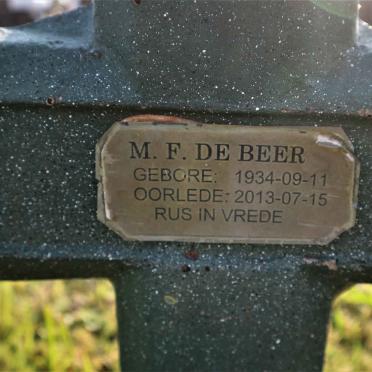 M. F. DE BEER
GEBORE: 1934-09-11
OORLEDE: 2013-07-15
RUS IN VREDE